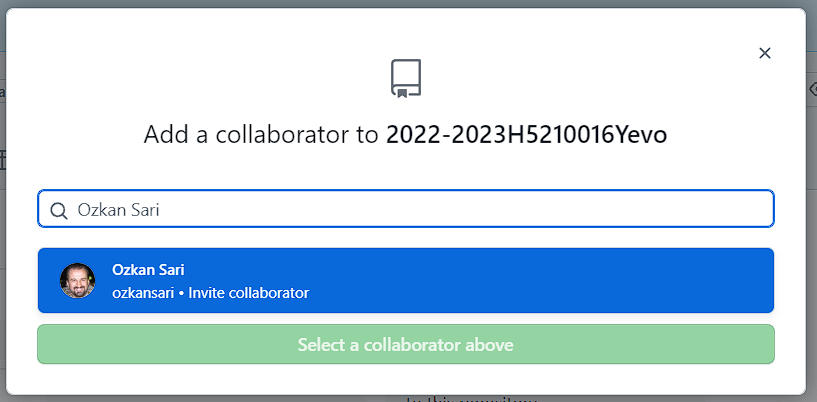 Add a collaborator to 2022-2023H5210016Yevo
Ozkan Sari
Ozkan Sari
ozkansari • Invite collaborator
Select a collaborator above